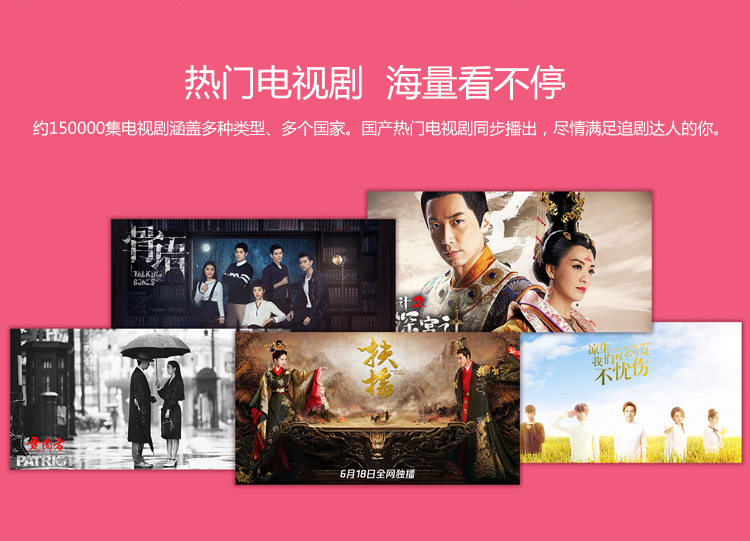 热门电视剧 海量看不停
约150000集电视剧涵盖多种类型、多个国家。国产热门电视剧同步播出，尽情满足追剧达人的你。
骨语
TALKING
BONES
计
深宫计
爱国者
PATRIOT
扶摇
6月18日全网独播
凉生
我们可不可以
不忧伤